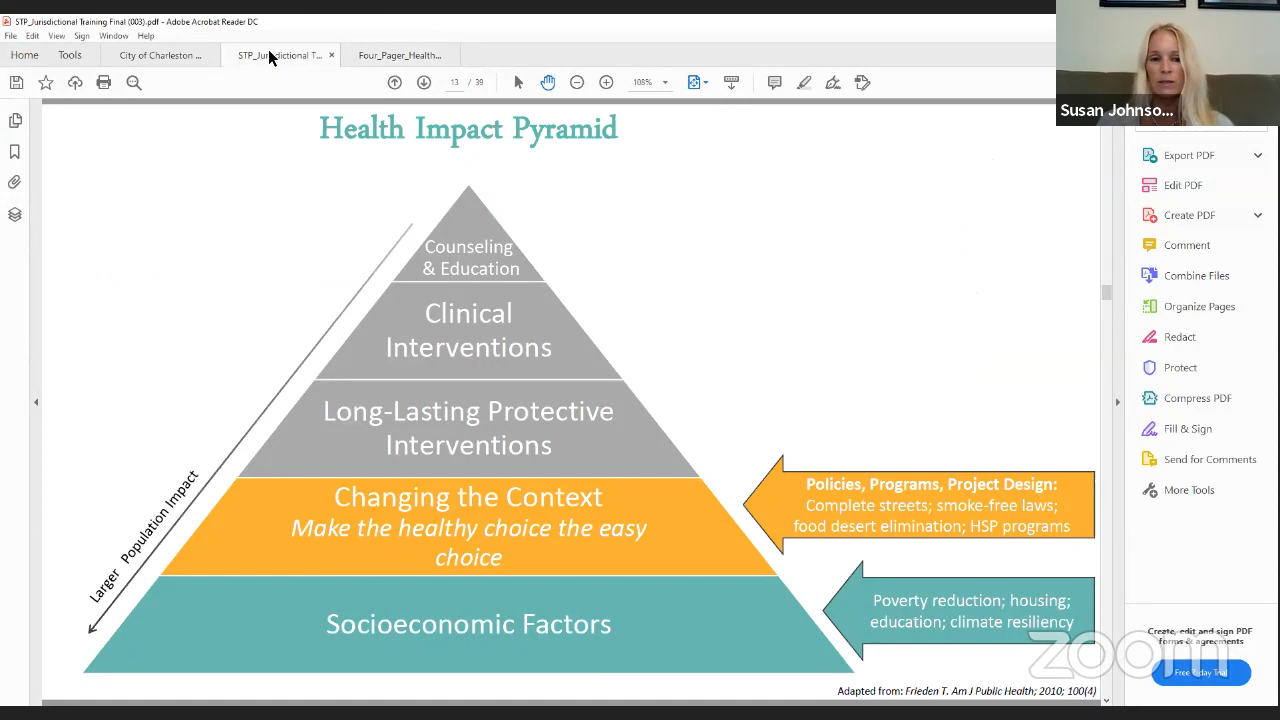 STP_Jurisdictional Training Final (003).pdf - Adobe Acrobat Reader DC
File Edit View Sign Window Help
Home Tools City of Charleston ... STP_Jurisdictional T... × Four_Pager_Health...
13 / 39 108%
Susan Johnso...
Health Impact Pyramid
Counseling
& Education
Clinical
Interventions
Long-Lasting Protective
Interventions
Changing the Context
Make the healthy choice the easy
choice
Socioeconomic Factors
Larger Population Impact
Policies, Programs, Project Design:
Complete streets; smoke-free laws;
food desert elimination; HSP programs
Poverty reduction; housing;
education; climate resiliency
Adapted from: Frieden T. Am J Public Health; 2010; 100(4)
Export PDF
Edit PDF
Create PDF
Comment
Combine Files
Organize Pages
Redact
Protect
Compress PDF
Fill & Sign
Send for Comments
More Tools
Create, edit and sign PDF
forms & agreements
Free 7-day Trial
zoom